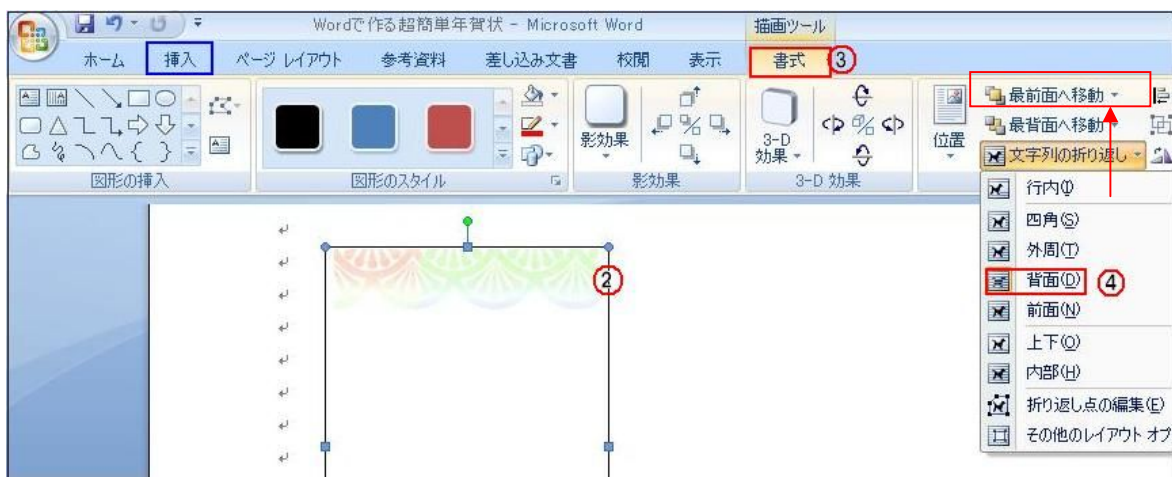 Wordで作る超簡単年賀状 - Microsoft Word
描画ツール
ホーム 挿入 ページ レイアウト 参考資料 差し込み文書 校閲 表示 書式 ③
図形の挿入
図形のスタイル
影効果
影効果
3-D
効果
3-D 効果
位置
最前面へ移動
最背面へ移動
文字列の折り返し
行内(I)
四角(S)
外周(T)
背面(D) ④
前面(N)
上下(O)
内部(H)
折り返し点の編集(E)
その他のレイアウト オプ
②